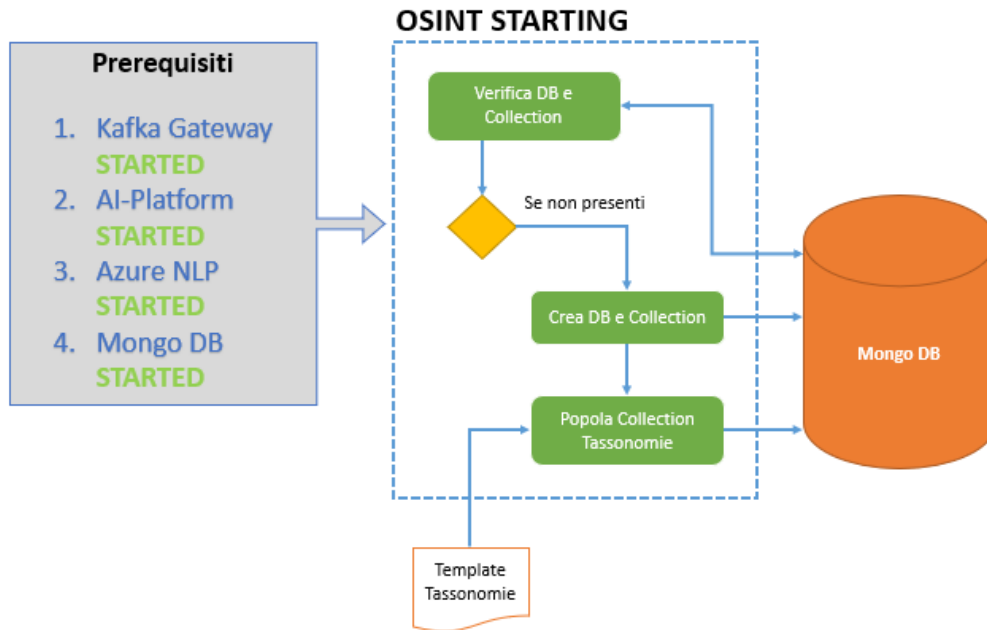 OSINT STARTING
Prerequisiti
1. Kafka Gateway
STARTED
2. AI-Platform
STARTED
3. Azure NLP
STARTED
4. Mongo DB
STARTED
Verifica DB e
Collection
Se non presenti
Crea DB e Collection
Popola Collection
Tassonomie
Mongo DB
Template
Tassonomie